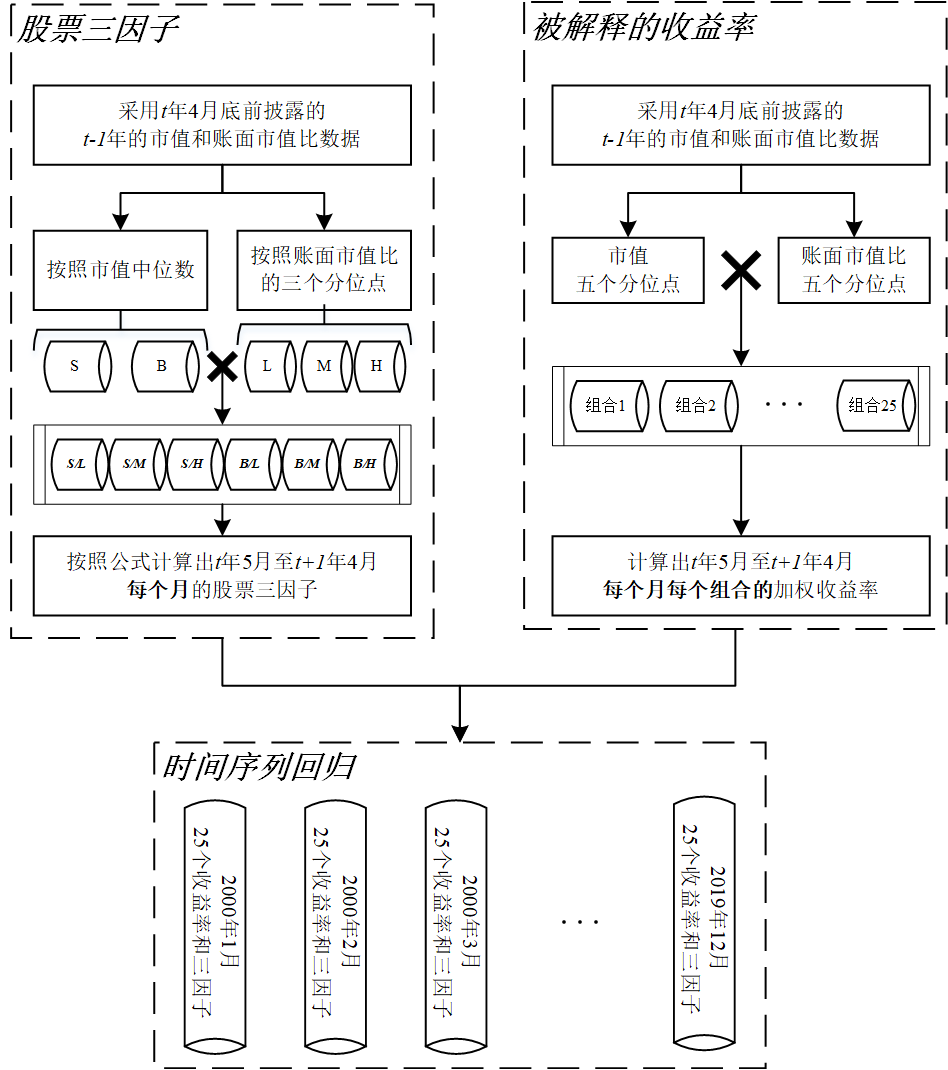 股票三因子
采用t年4月底前披露的
t-1年的市值和账面市值比数据
按照市值中位数
按照账面市值比
的三个分位点
S
B
L
M
H
S/L
S/M
S/H
B/L
B/M
B/H
按照公式计算出t年5月至t+1年4月
每个月的股票三因子
被解释的收益率
采用t年4月底前披露的
t-1年的市值和账面市值比数据
市值
五个分位点
账面市值比
五个分位点
组合1
组合2
···
组合25
计算出t年5月至t+1年4月
每个月每个组合的加权收益率
时间序列回归
2000年1月
25个收益率和三因子
2000年2月
25个收益率和三因子
2000年3月
25个收益率和三因子
···
2019年12月
25个收益率和三因子